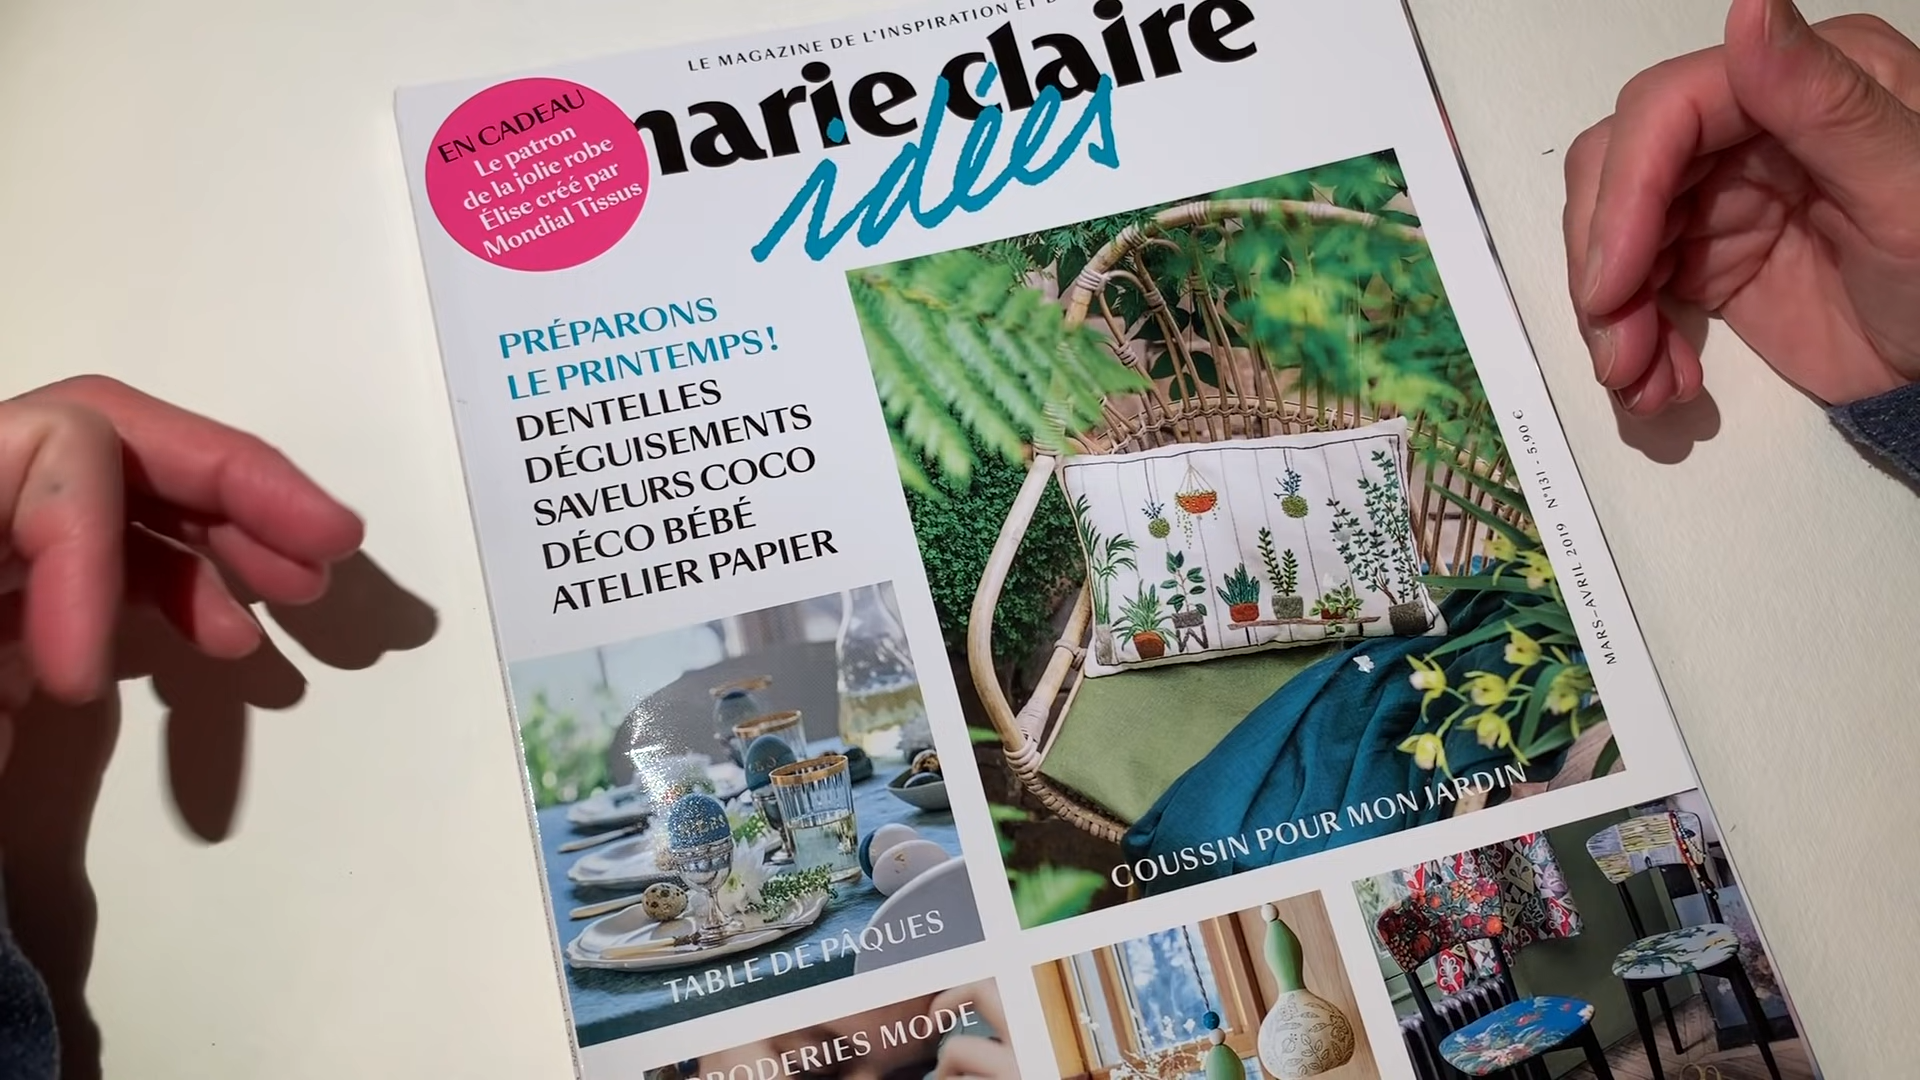 LE MAGAZINE DE L'INSPIRATION ET
marie claire
idées
EN CADEAU
Le patron
de la jolie robe
Élise créé par
Mondial Tissus
PRÉPARONS
LE PRINTEMPS !
DENTELLES
DÉGUISEMENTS
SAVEURS COCO
DÉCO BÉBÉ
ATELIER PAPIER
MARS-AVRIL 2019 N°131 - 5,90 €
COUSSIN POUR MON JARDIN
TABLE DE PÂQUES
BRODERIES MODE